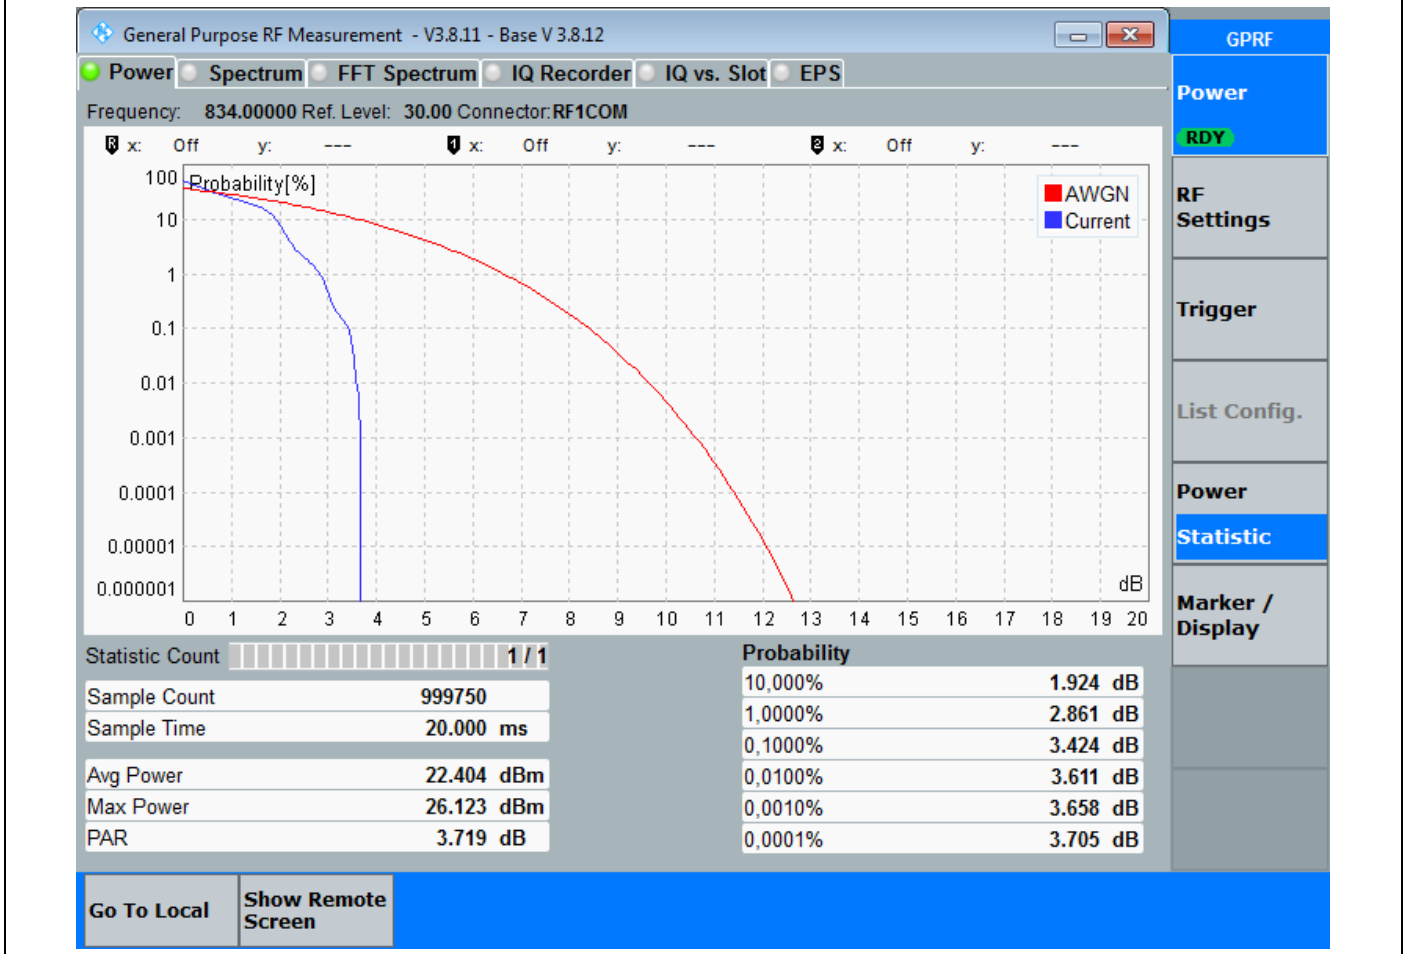 General Purpose RF Measurement - V3.8.11 - Base V 3.8.12
GPRF
Power Spectrum FFT Spectrum IQ Recorder IQ vs. Slot EPS
Frequency: 834.00000 Ref. Level: 30.00 Connector:RF1COM
R x: Off y: --- 1 x: Off y: --- 2 x: Off y: ---
Probability[%]
AWGN
Current
100
10
1
0.1
0.01
0.001
0.0001
0.00001
0.000001
dB
0 1 2 3 4 5 6 7 8 9 10 11 12 13 14 15 16 17 18 19 20
Statistic Count 1 / 1
Sample Count 999750
Sample Time 20.000 ms
Avg Power 22.404 dBm
Max Power 26.123 dBm
PAR 3.719 dB
Probability
10,000% 1.924 dB
1,0000% 2.861 dB
0,1000% 3.424 dB
0,0100% 3.611 dB
0,0010% 3.658 dB
0,0001% 3.705 dB
Power
RDY
RF
Settings
Trigger
List Config.
Power
Statistic
Marker /
Display
Go To Local
Show Remote
Screen